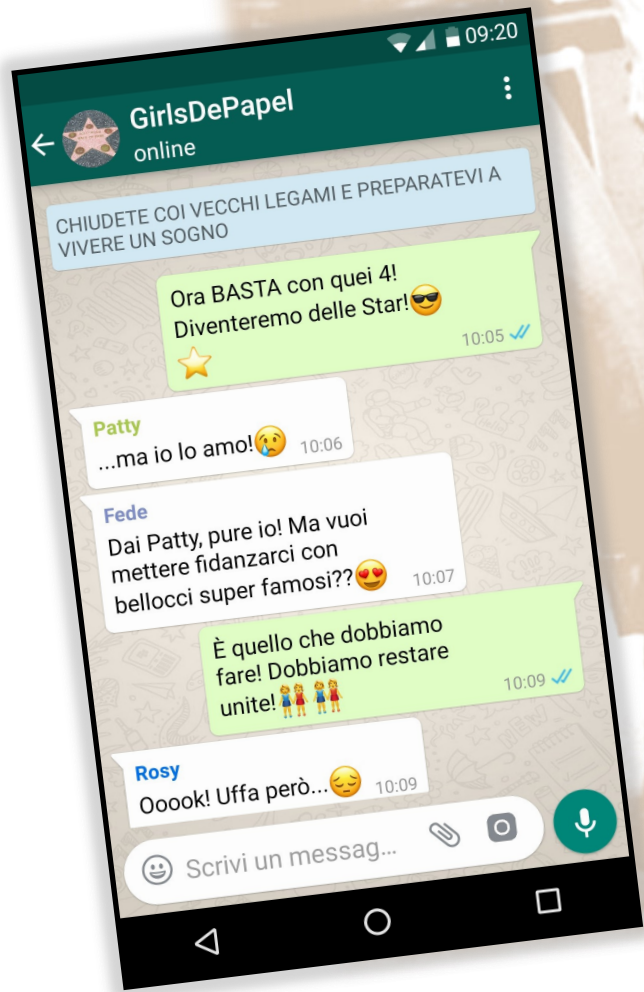 09:20
GirlsDePapel
online
CHIUDETE COI VECCHI LEGAMI E PREPARATEVI A
VIVERE UN SOGNO
Ora BASTA con quei 4!
Diventeremo delle Star!😎
⭐
10:05
Patty
...ma io lo amo!😢 10:06
Fede
Dai Patty, pure io! Ma vuoi
mettere fidanzarci con
bellocci super famosi??😍 10:07
È quello che dobbiamo
fare! Dobbiamo restare
unite!👭👭 10:09
Rosy
Ooook! Uffa però...😔 10:09
Scrivi un messag...